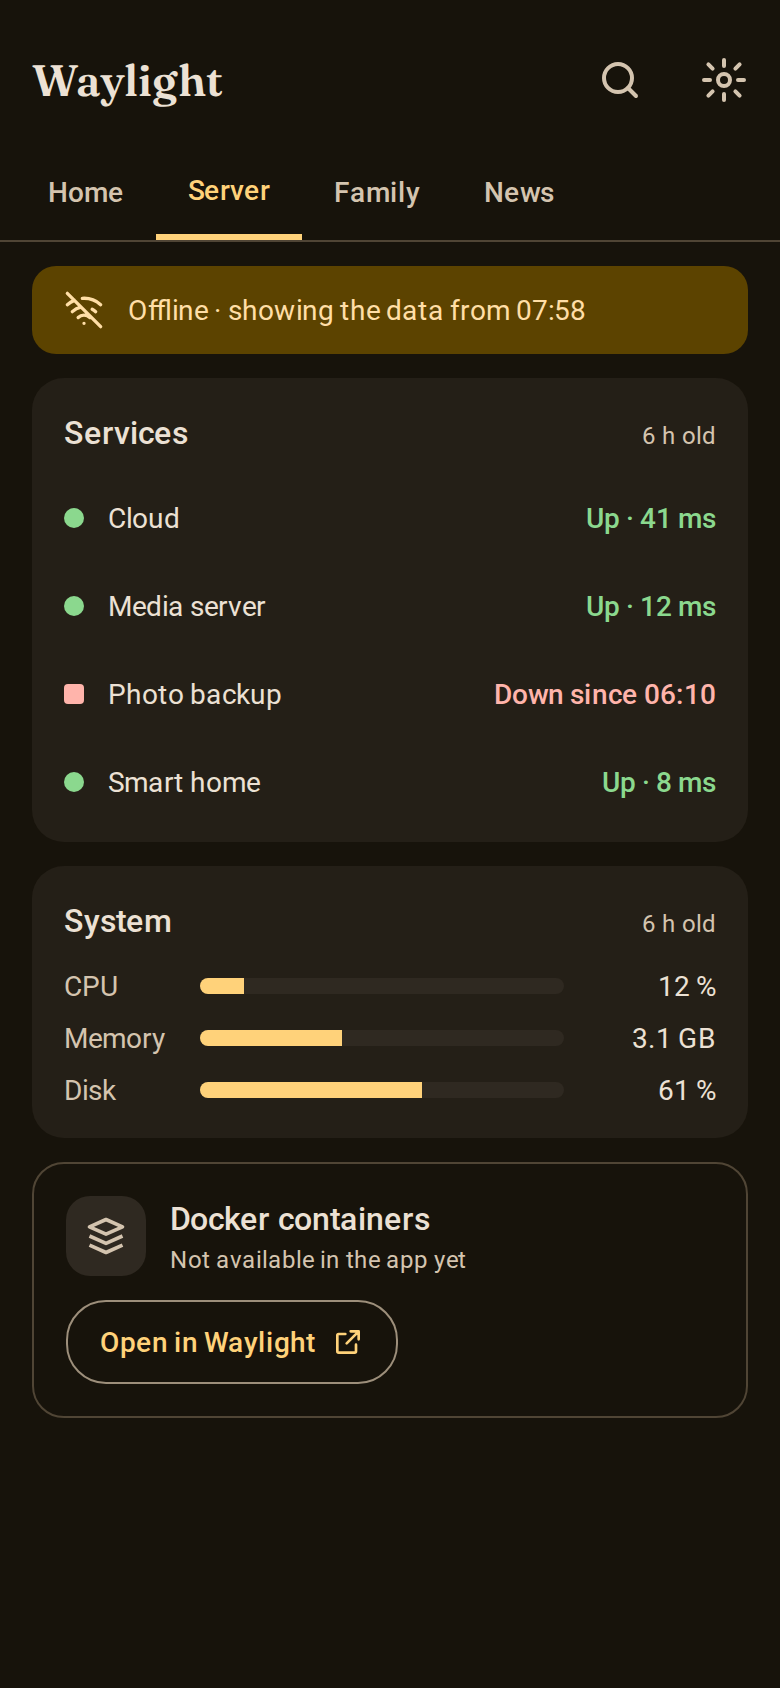 Waylight
Home Server Family News
Offline · showing the data from 07:58
Services 6 h old
Cloud Up · 41 ms
Media server Up · 12 ms
Photo backup Down since 06:10
Smart home Up · 8 ms
System 6 h old
CPU 12 %
Memory 3.1 GB
Disk 61 %
Docker containers
Not available in the app yet
Open in Waylight